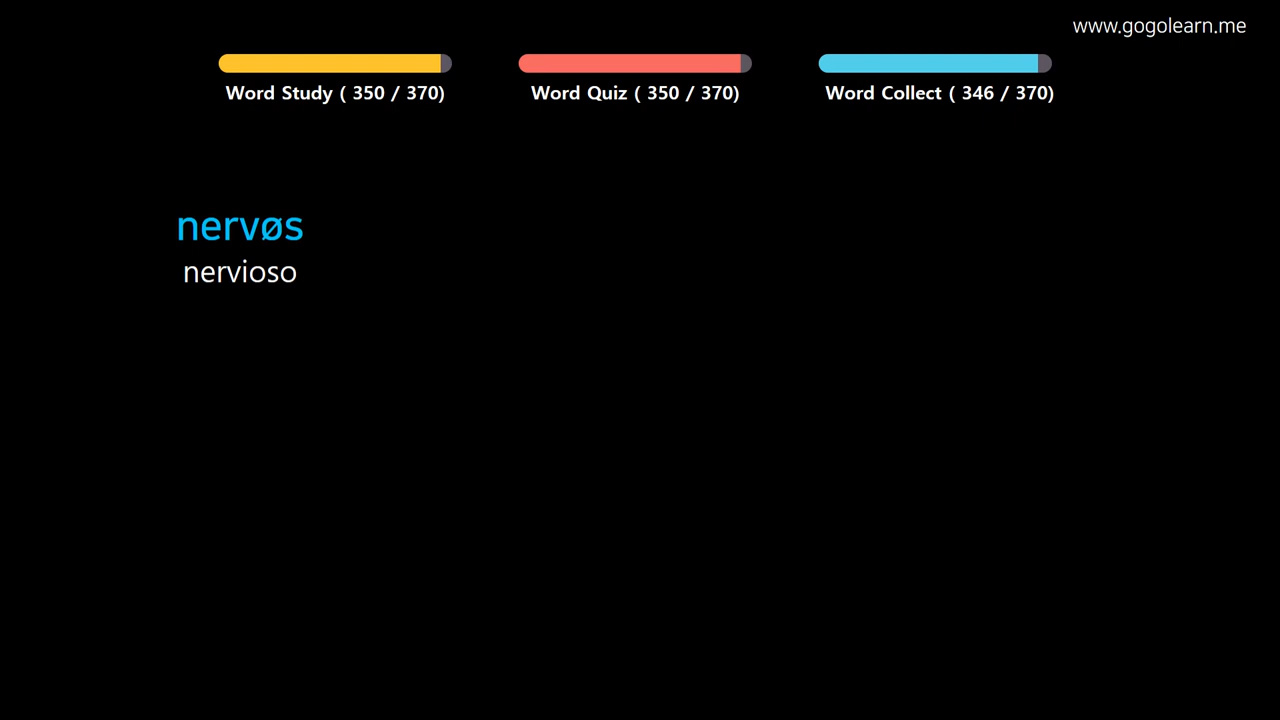 www.gogolearn.me
Word Study ( 350 / 370)
Word Quiz ( 350 / 370)
Word Collect ( 346 / 370)
nervøs
nervioso